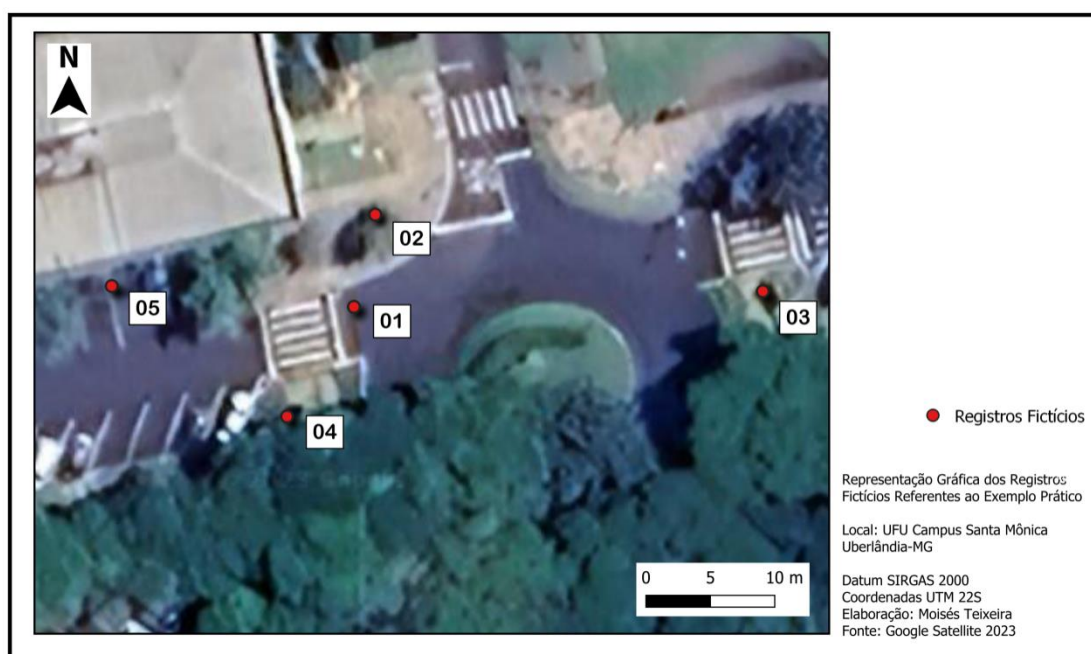 N
02
05
01
03
04
0 5 10 m
Registros Fictícios
Representação Gráfica dos Registros
Fictícios Referentes ao Exemplo Prático
Local: UFU Campus Santa Mônica
Uberlândia-MG
Datum SIRGAS 2000
Coordenadas UTM 22S
Elaboração: Moisés Teixeira
Fonte: Google Satellite 2023